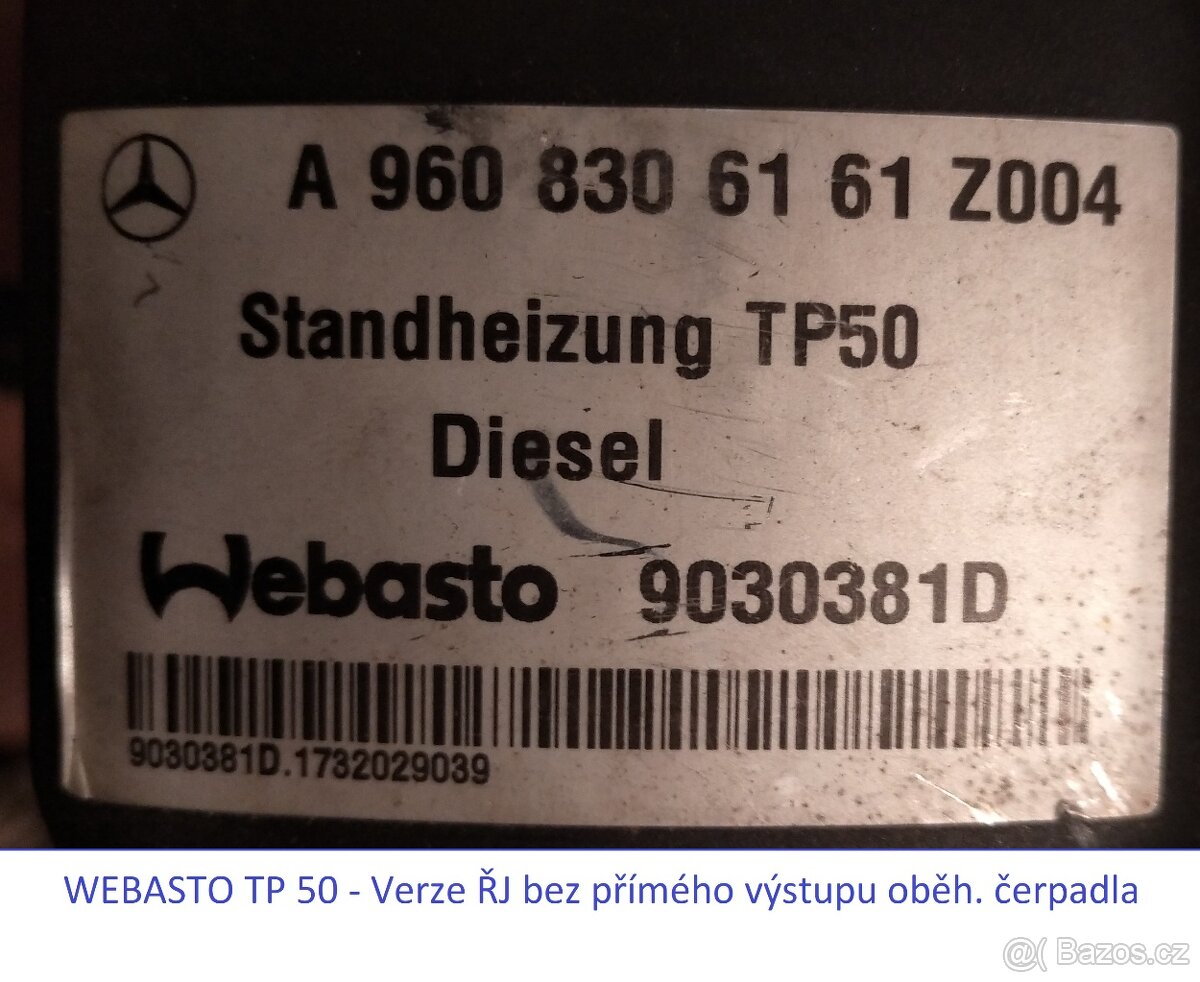 A 960 830 61 61 Z004
Standheizung TP50
Diesel
Webasto 9030381D
9030381D.1732029039
WEBASTO TP 50 - Verze ŘJ bez přímého výstupu oběh. čerpadla
@( Bazos.cz